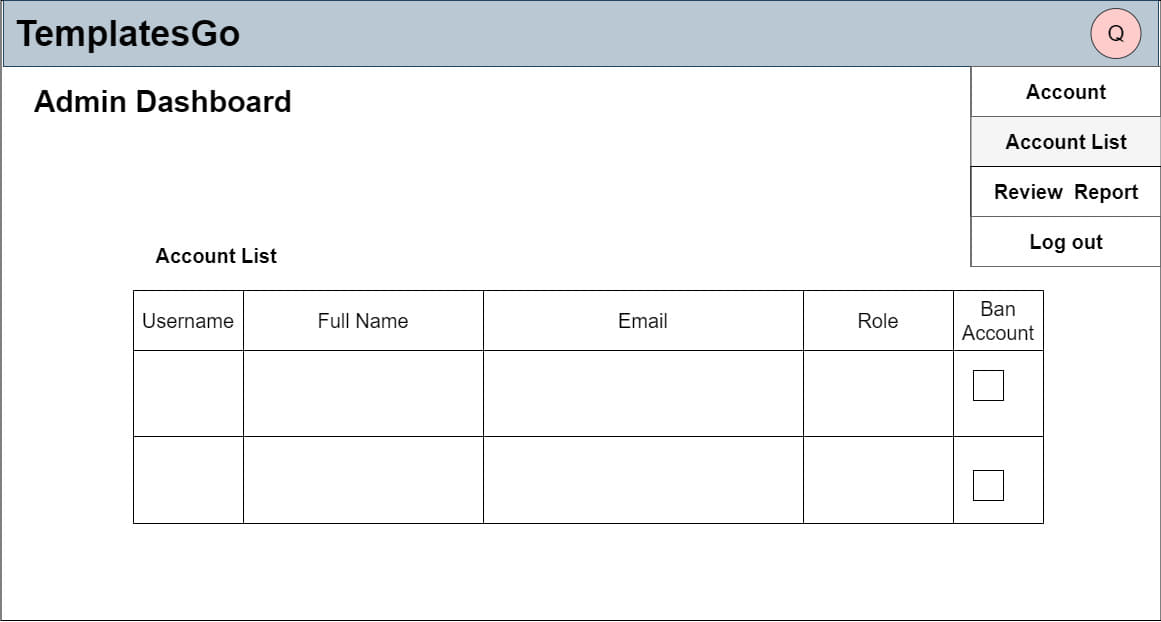 TemplatesGo
Q
Admin Dashboard
Account
Account List
Review Report
Log out
Account List
Username Full Name Email Role Ban Account